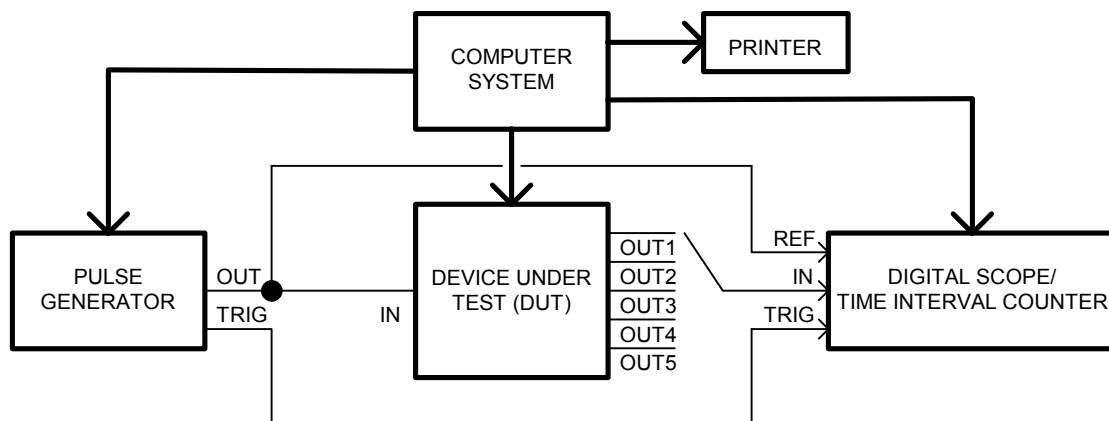 COMPUTER
SYSTEM
PRINTER
PULSE
GENERATOR
OUT
TRIG
IN
DEVICE UNDER
TEST (DUT)
OUT1
OUT2
OUT3
OUT4
OUT5
REF
IN
TRIG
DIGITAL SCOPE/
TIME INTERVAL COUNTER